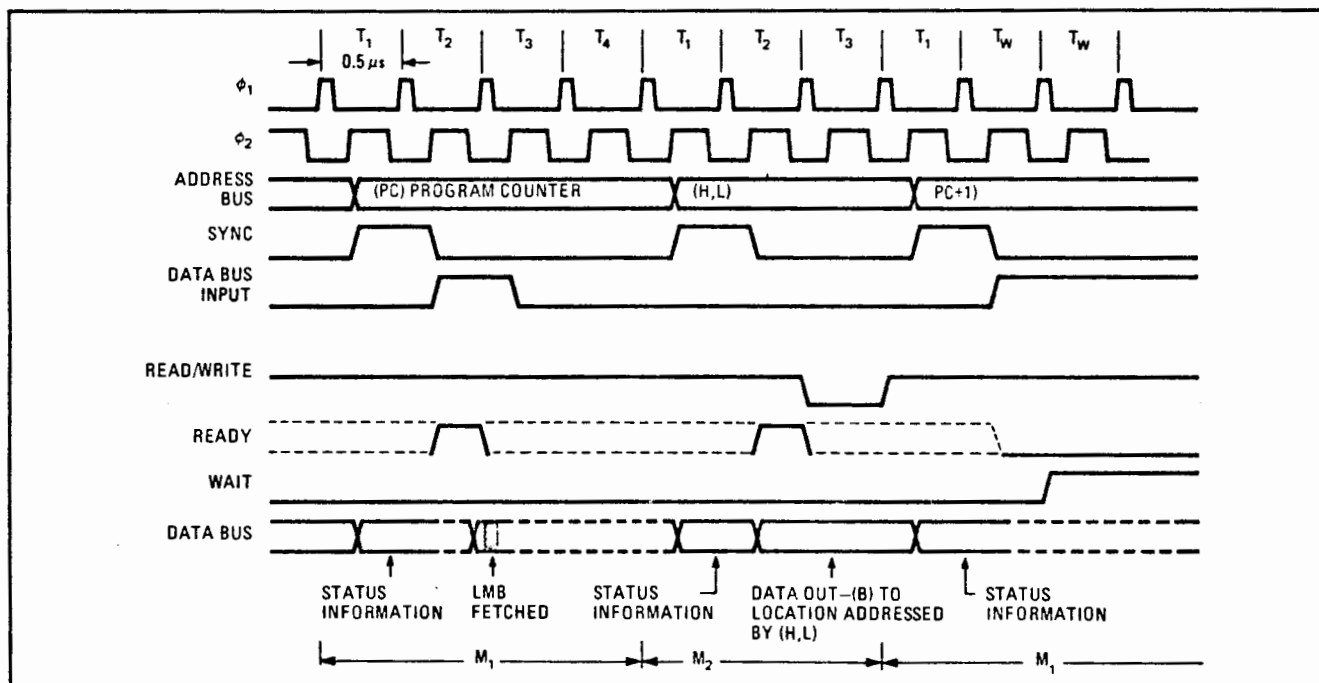 T1 T2 T3 T4 T1 T2 T3 T1 TW TW
0.5 μs
ϕ1
ϕ2
ADDRESS
BUS
(PC) PROGRAM COUNTER (H,L) PC+1)
SYNC
DATA BUS
INPUT
READ/WRITE
READY
WAIT
DATA BUS
STATUS
INFORMATION
LMB
FETCHED
STATUS
INFORMATION
DATA OUT–(B) TO
LOCATION ADDRESSED
BY (H,L)
STATUS
INFORMATION
M1 M2 M1